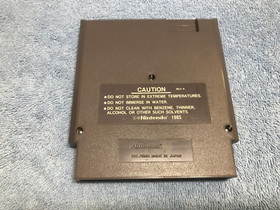 CAUTION
●DO NOT STORE IN EXTREME TEMPERATURES.
●DO NOT IMMERSE IN WATER.
●DO NOT CLEAN WITH BENZENE, THINNER,
ALCOHOL OR OTHER SUCH SOLVENTS.
Nintendo 1985
MADE IN JAPAN